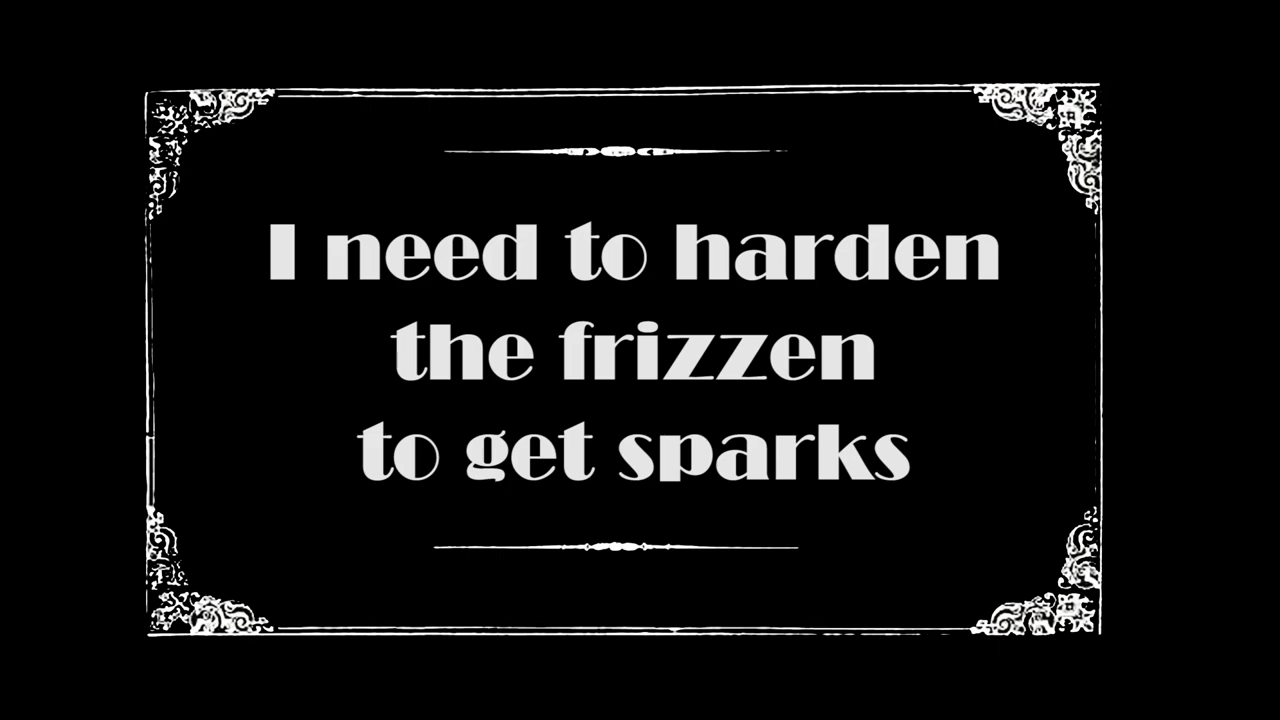 I need to harden
the frizzen
to get sparks